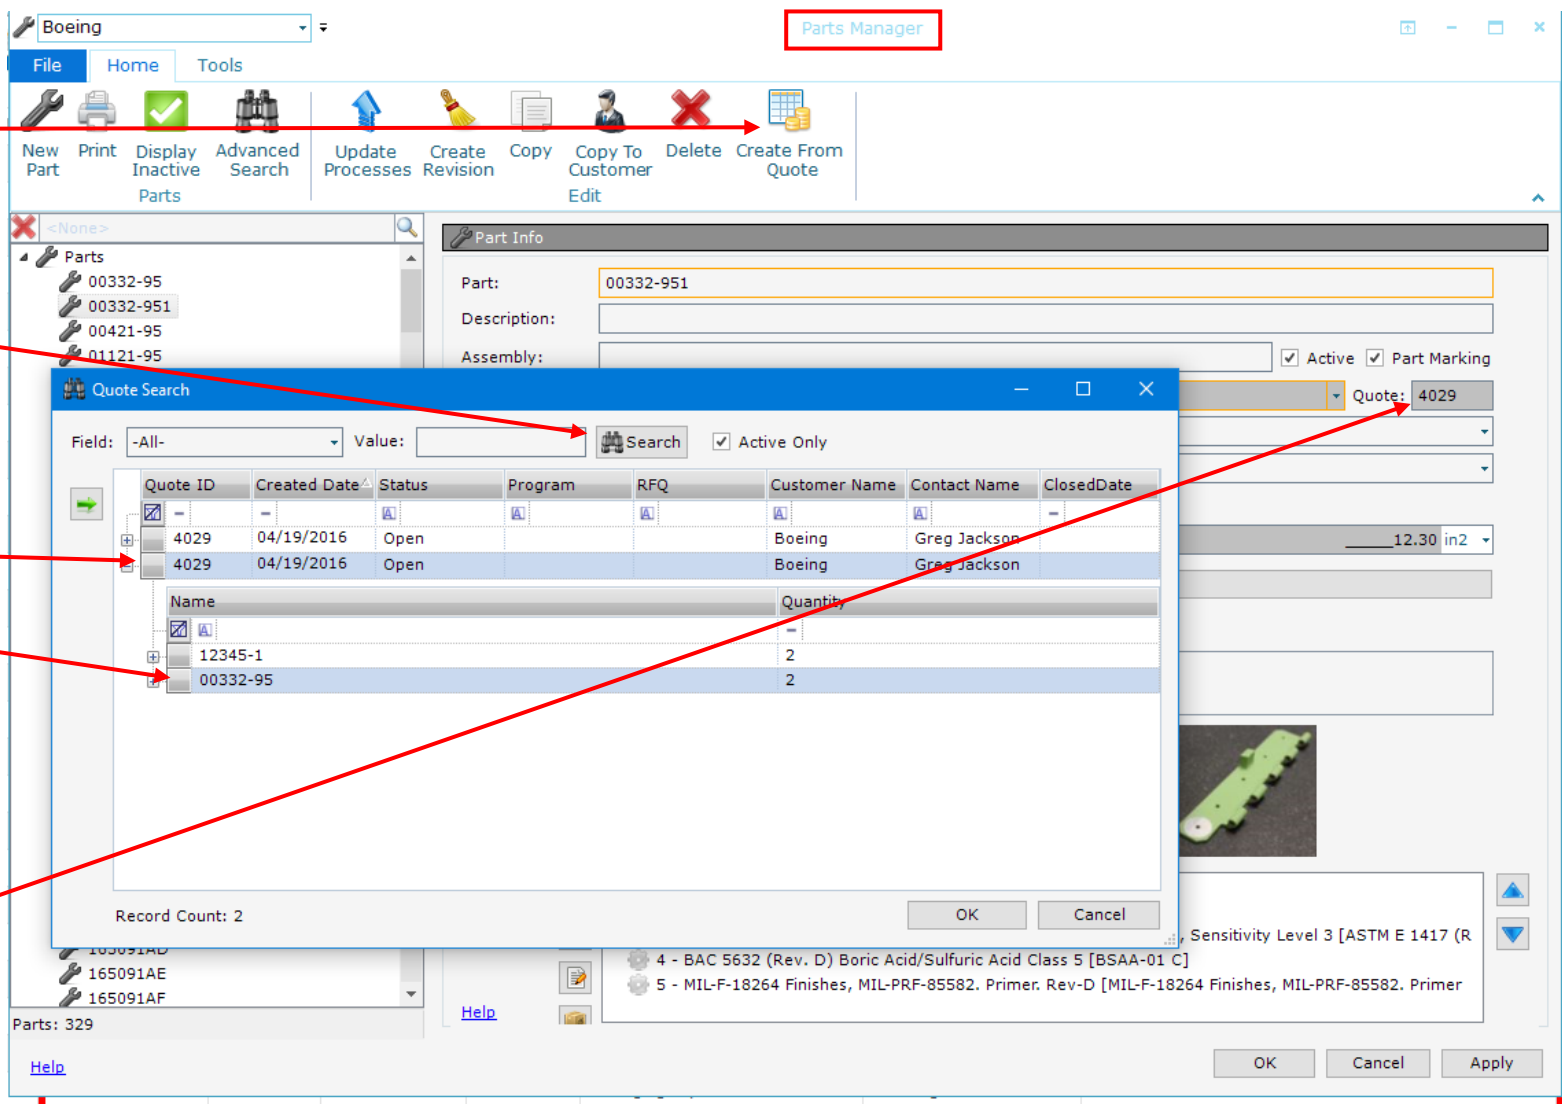 Boeing
Parts Manager
File Home Tools
New Part
Print
Display Inactive
Advanced Search
Update Processes
Create Revision
Copy
Copy To Customer
Delete
Create From Quote
Parts
Edit
<None>
Parts
00332-95
00332-951
00421-95
01121-95
Part Info
Part: 00332-951
Description:
Assembly:
Active
Part Marking
Quote: 4029
Quote Search
Field: -All- Value: Search Active Only
Quote ID Created Date Status Program RFQ Customer Name Contact Name ClosedDate
4029 04/19/2016 Open Boeing Greg Jackson
4029 04/19/2016 Open Boeing Greg Jackson
Name Quantity
12345-1 2
00332-95 2
Record Count: 2
OK Cancel
12.30 in2
165091AE
165091AF
Parts: 329
, Sensitivity Level 3 [ASTM E 1417 (R
4 - BAC 5632 (Rev. D) Boric Acid/Sulfuric Acid Class 5 [BSAA-01 C]
5 - MIL-F-18264 Finishes, MIL-PRF-85582. Primer. Rev-D [MIL-F-18264 Finishes, MIL-PRF-85582. Primer
Help
Help
OK Cancel Apply